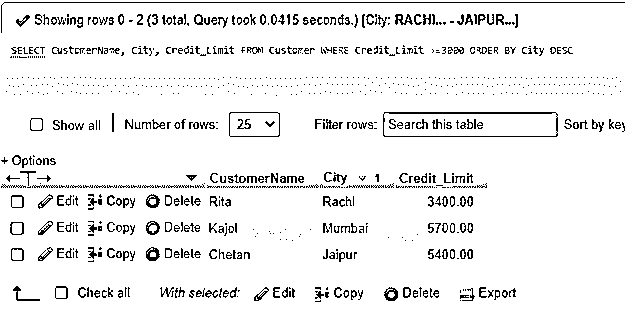 Showing rows 0 - 2 (3 total, Query took 0.0415 seconds.) [City: RACHI... - JAIPUR...]
SELECT CustomerName, City, Credit_Limit FROM Customer WHERE Credit_Limit >=3000 ORDER BY City DESC
Show all | Number of rows: 25 Filter rows: Search this table Sort by key
+ Options
←T→ CustomerName City 1 Credit_Limit
Edit Copy Delete Rita Rachi 3400.00
Edit Copy Delete Kajol Mumbai 5700.00
Edit Copy Delete Chetan Jaipur 5400.00
Check all With selected: Edit Copy Delete Export